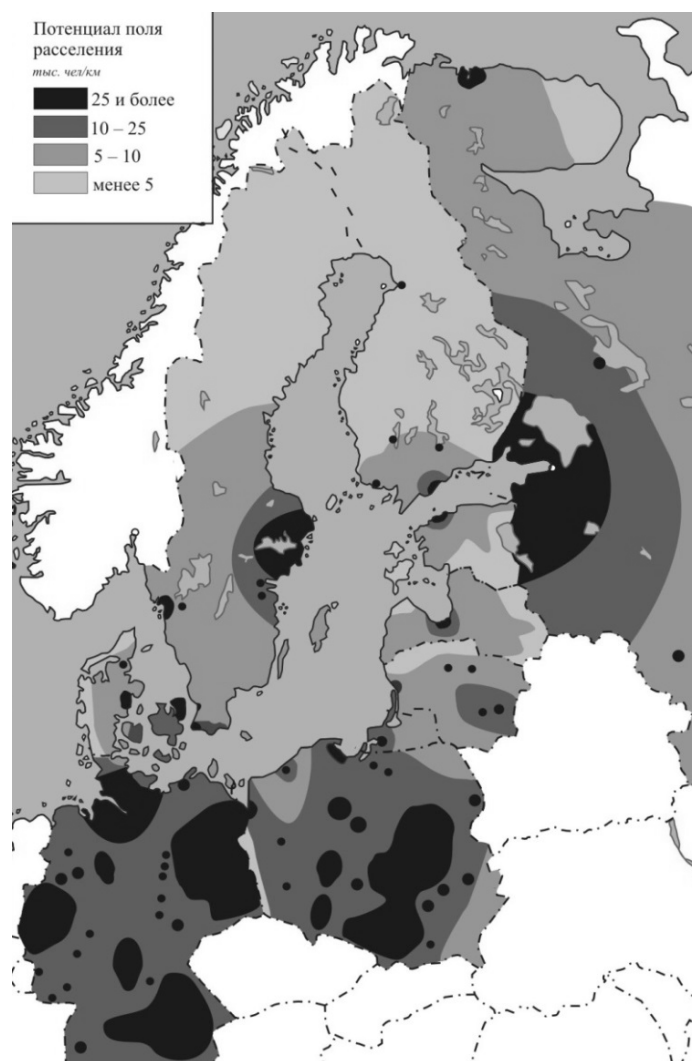 Потенциал поля
расселения
тыс. чел/км
25 и более
10 – 25
5 – 10
менее 5